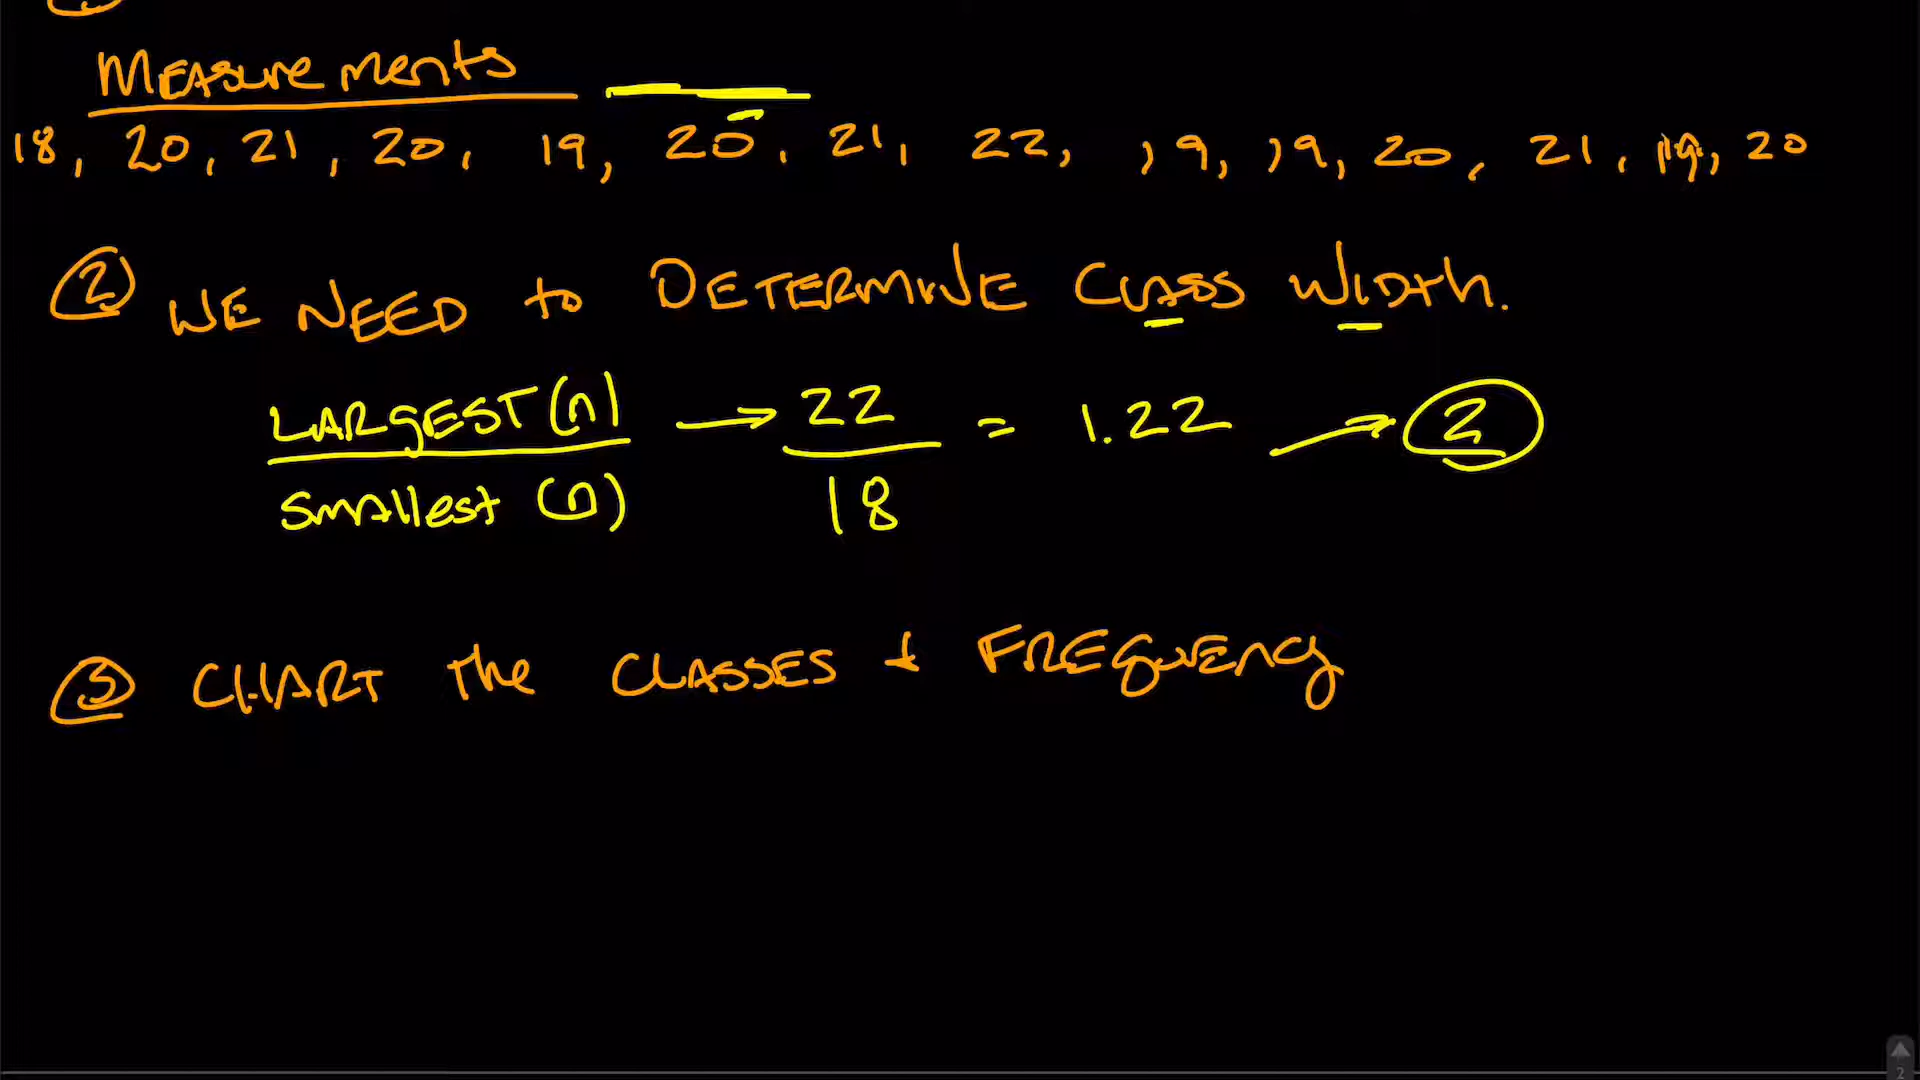 MEASUREMENTS
18, 20, 21, 20, 19, 20, 21, 22, 19, 19, 20, 21, 19, 20
② WE NEED to DETERMINE CLASS WIDTH.
LARGEST (n) → 22 = 1.22 → 2
smallest (n) 18
③ CHART the CLASSES + FREQUENCY
2